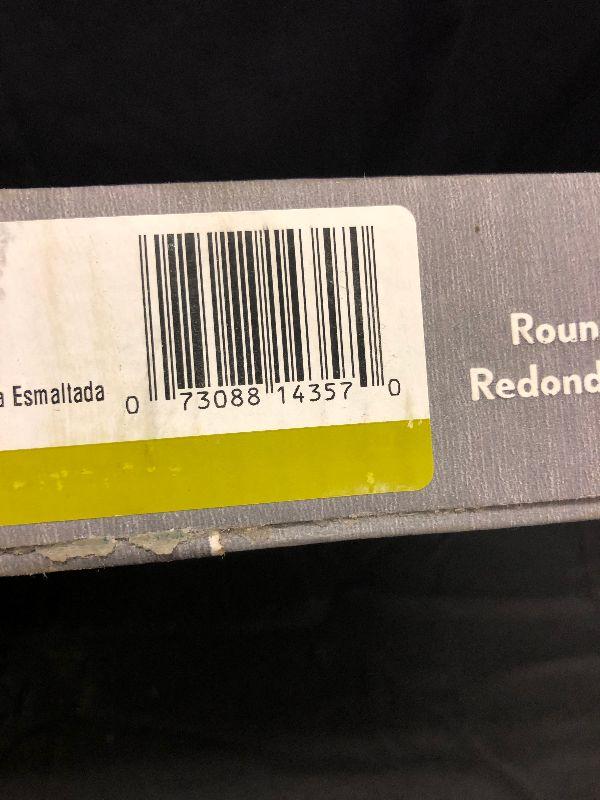 Esmaltada
0 73088 14357 0
Roun
Redond